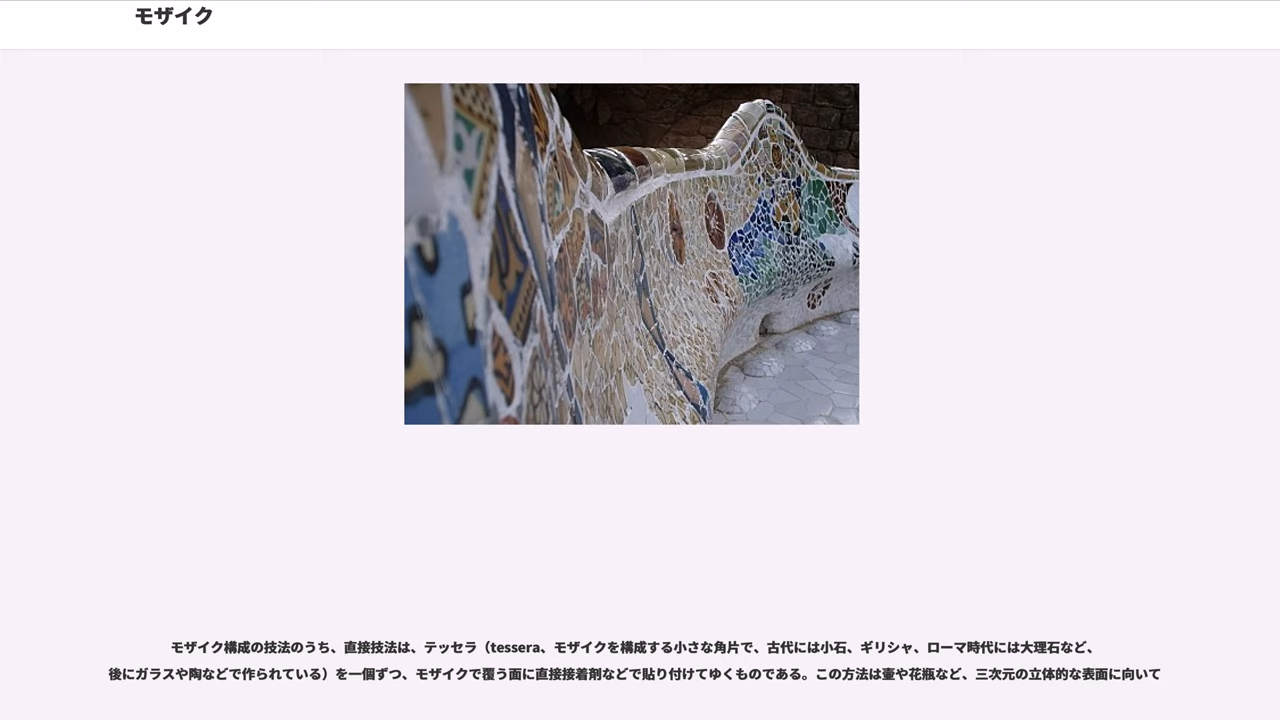 モザイク
モザイク構成の技法のうち、直接技法は、テッセラ（tessera、モザイクを構成する小さな角片で、古代には小石、ギリシャ、ローマ時代には大理石など、
後にガラスや陶などで作られている）を一個ずつ、モザイクで覆う面に直接接着剤などで貼り付けてゆくものである。この方法は壷や花瓶など、三次元の立体的な表面に向いて